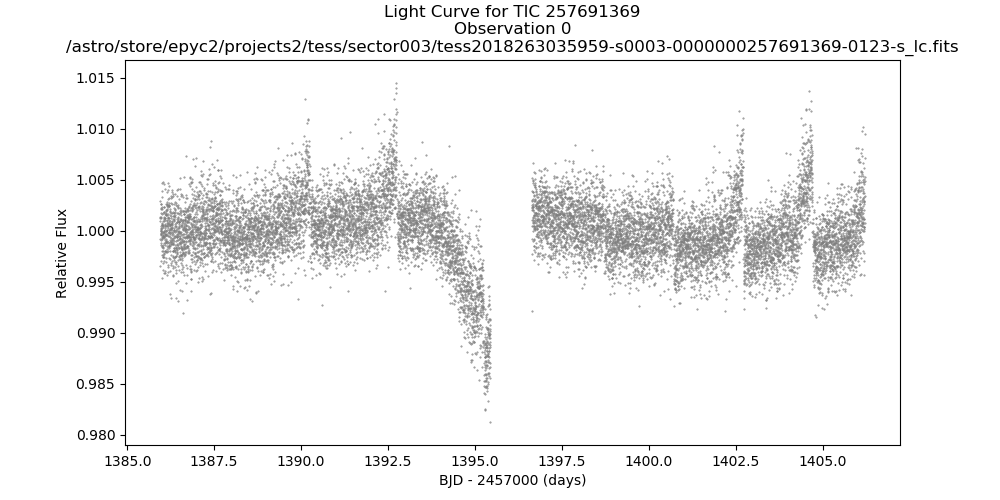 Light Curve for TIC 257691369
Observation 0
/astro/store/epyc2/projects2/tess/sector003/tess2018263035959-s0003-0000000257691369-0123-s_lc.fits
1.015
1.010
1.005
1.000
0.995
0.990
0.985
0.980
Relative Flux
1385.0 1387.5 1390.0 1392.5 1395.0 1397.5 1400.0 1402.5 1405.0
BJD - 2457000 (days)